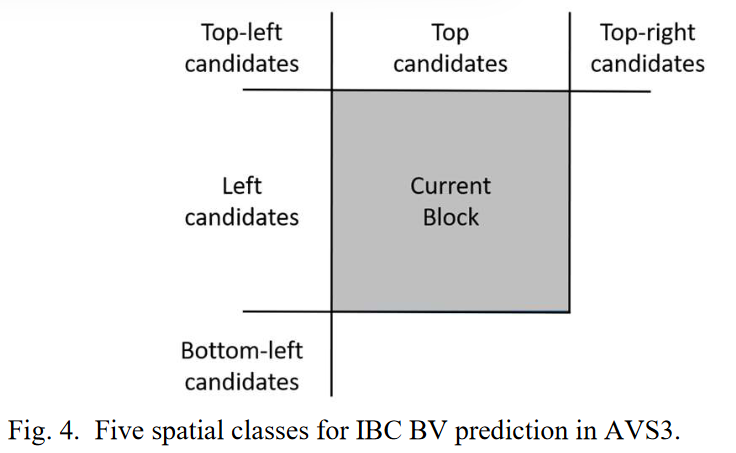 Top-left
candidates
Top
candidates
Top-right
candidates
Left
candidates
Current
Block
Bottom-left
candidates
Fig. 4.  Five spatial classes for IBC BV prediction in AVS3.